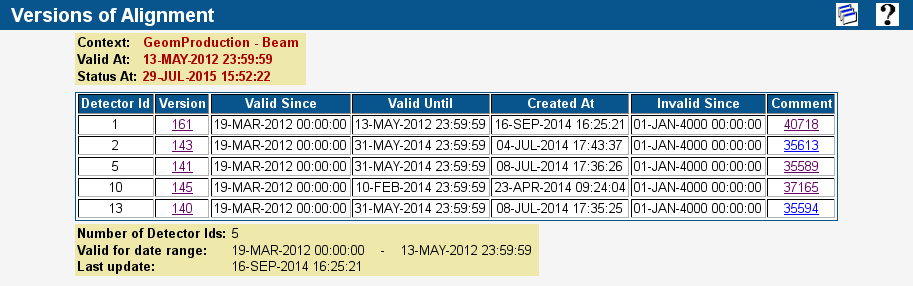 Versions of Alignment ?
Context: GeomProduction - Beam
Valid At: 13-MAY-2012 23:59:59
Status At: 29-JUL-2015 15:52:22
Detector Id Version Valid Since Valid Until Created At Invalid Since Comment
1 161 19-MAR-2012 00:00:00 13-MAY-2012 23:59:59 16-SEP-2014 16:25:21 01-JAN-4000 00:00:00 40718
2 143 19-MAR-2012 00:00:00 31-MAY-2014 23:59:59 04-JUL-2014 17:43:37 01-JAN-4000 00:00:00 35613
5 141 19-MAR-2012 00:00:00 31-MAY-2014 23:59:59 08-JUL-2014 17:36:26 01-JAN-4000 00:00:00 35589
10 145 19-MAR-2012 00:00:00 10-FEB-2014 23:59:59 23-APR-2014 09:24:04 01-JAN-4000 00:00:00 37165
13 140 19-MAR-2012 00:00:00 31-MAY-2014 23:59:59 08-JUL-2014 17:35:25 01-JAN-4000 00:00:00 35594
Number of Detector Ids: 5
Valid for date range: 19-MAR-2012 00:00:00 - 13-MAY-2012 23:59:59
Last update: 16-SEP-2014 16:25:21